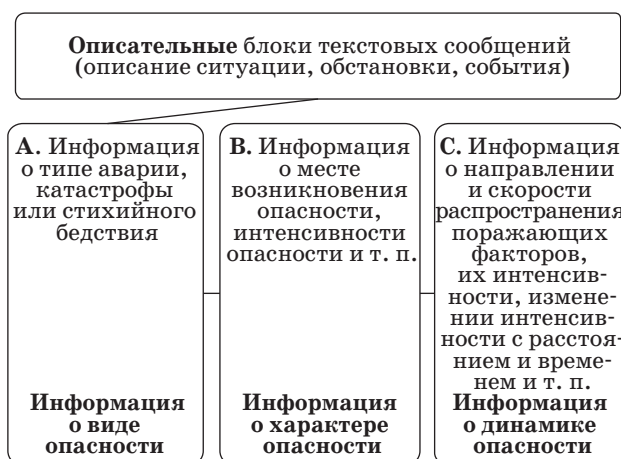 Описательные блоки текстовых сообщений
(описание ситуации, обстановки, события)
А. Информация
о типе аварии,
катастрофы
или стихийного
бедствия
Информация
о виде
опасности
В. Информация
о месте
возникновения
опасности,
интенсивности
опасности и т. п.
Информация
о характере
опасности
С. Информация
о направлении
и скорости
распространения
поражающих
факторов,
их интенсив-
ности, измене-
нии интенсив-
ности с расстоя-
нием и време-
нем и т. п.
Информация
о динамике
опасности